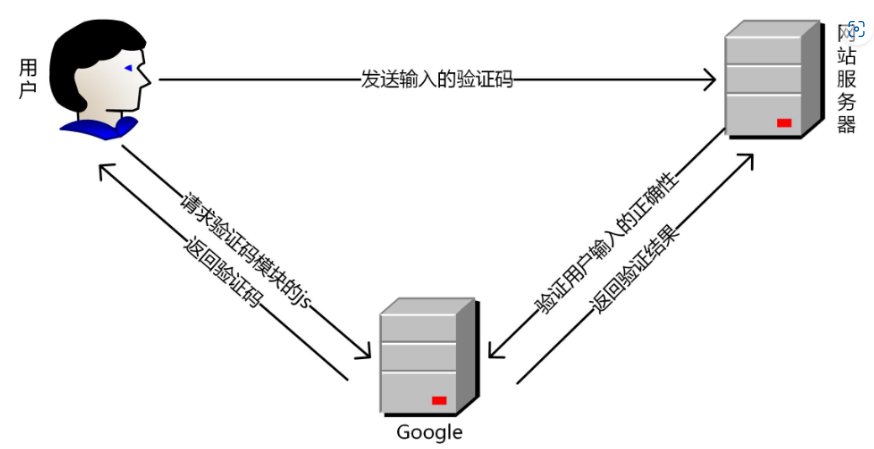 用户
发送输入的验证码
网站服务器
请求验证码模块的js
返回验证码
验证用户输入的正确性
返回验证结果
Google